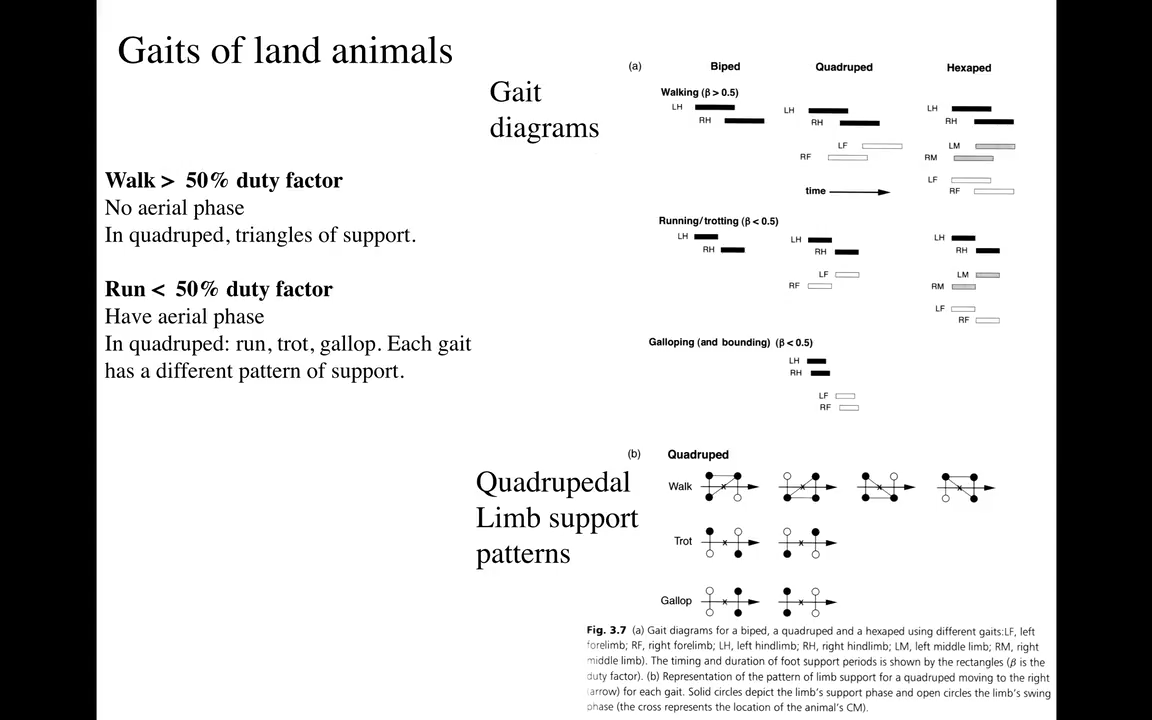 Gaits of land animals
Gait
diagrams
Walk > 50% duty factor
No aerial phase
In quadruped, triangles of support.
Run < 50% duty factor
Have aerial phase
In quadruped: run, trot, gallop. Each gait
has a different pattern of support.
(a)
Biped
Quadruped
Hexaped
Walking (β > 0.5)
LH
RH
LH
RH
LF
RF
LH
RH
LM
RM
LF
RF
time
Running/trotting (β < 0.5)
LH
RH
LH
RH
LF
RF
LH
RH
LM
RM
LF
RF
Galloping (and bounding) (β < 0.5)
LH
RH
LF
RF
Quadrupedal
Limb support
patterns
(b)
Quadruped
Walk
Trot
Gallop
Fig. 3.7 (a) Gait diagrams for a biped, a quadruped and a hexaped using different gaits:LF, left
forelimb; RF, right forelimb; LH, left hindlimb; RH, right hindlimb; LM, left middle limb; RM, right
middle limb). The timing and duration of foot support periods is shown by the rectangles (β is the
duty factor). (b) Representation of the pattern of limb support for a quadruped moving to the right
(arrow) for each gait. Solid circles depict the limb's support phase and open circles the limb's swing
phase (the cross represents the location of the animal's CM).